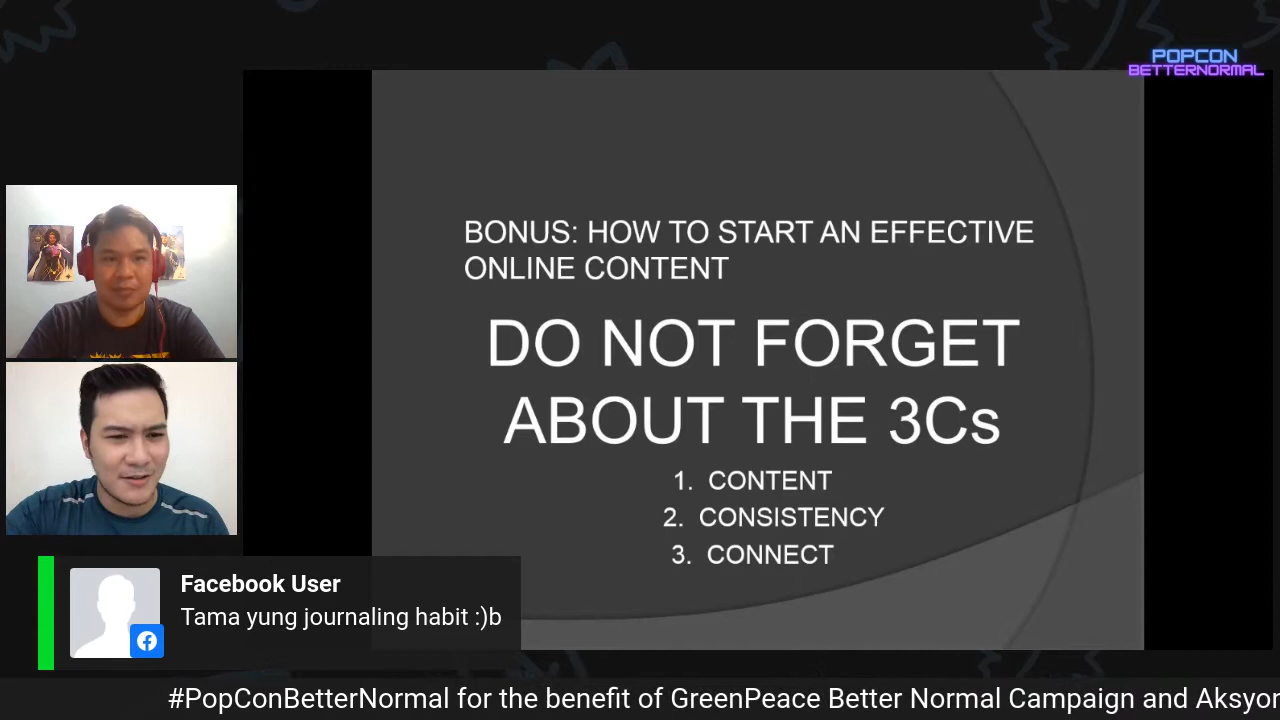 POPCON
BETTERNORMAL
BONUS: HOW TO START AN EFFECTIVE
ONLINE CONTENT
DO NOT FORGET
ABOUT THE 3Cs
1. CONTENT
2. CONSISTENCY
3. CONNECT
Facebook User
Tama yung journaling habit :)b
#PopConBetterNormal for the benefit of GreenPeace Better Normal Campaign and Aksyon